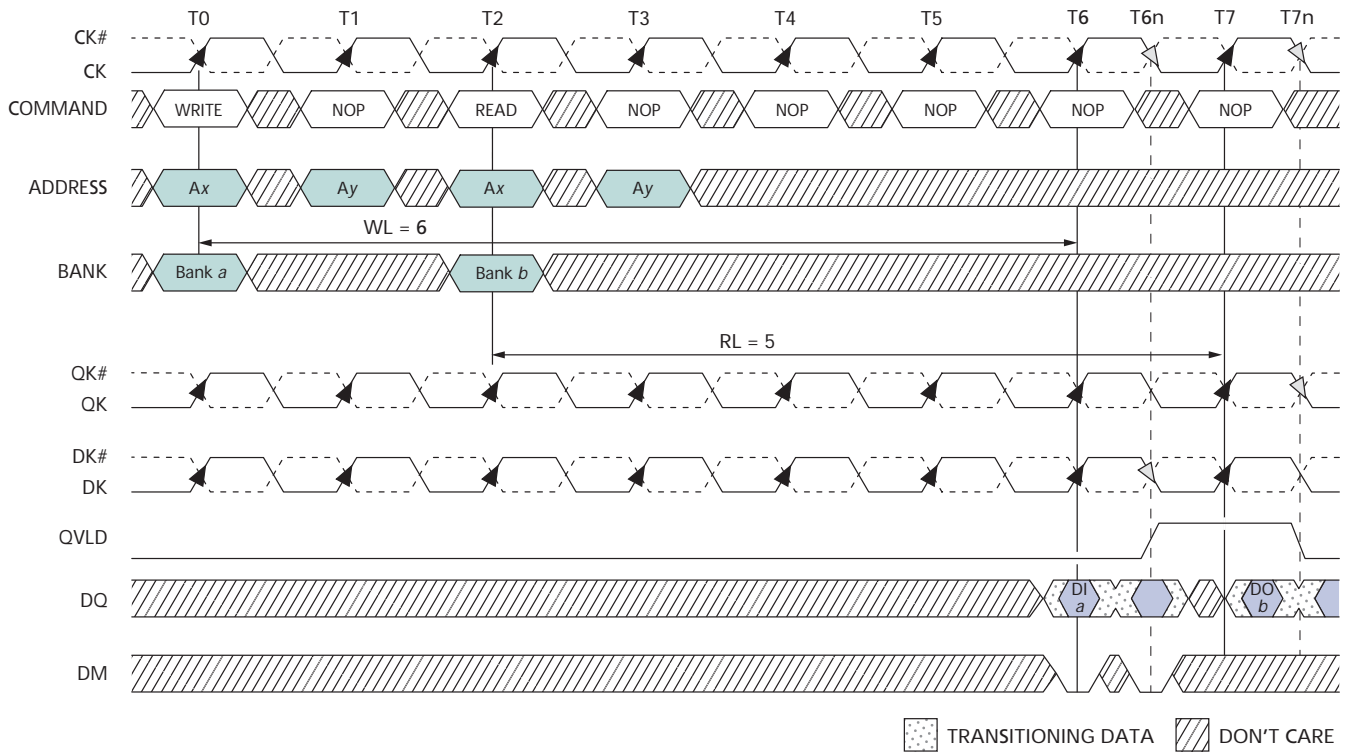 T0 T1 T2 T3 T4 T5 T6 T6n T7 T7n
CK#
CK
COMMAND WRITE NOP READ NOP NOP NOP NOP NOP
ADDRESS Ax Ay Ax Ay
WL = 6
BANK Bank a Bank b
RL = 5
QK#
QK
DK#
DK
QVLD
DQ DI a DO b
DM
TRANSITIONING DATA DON'T CARE